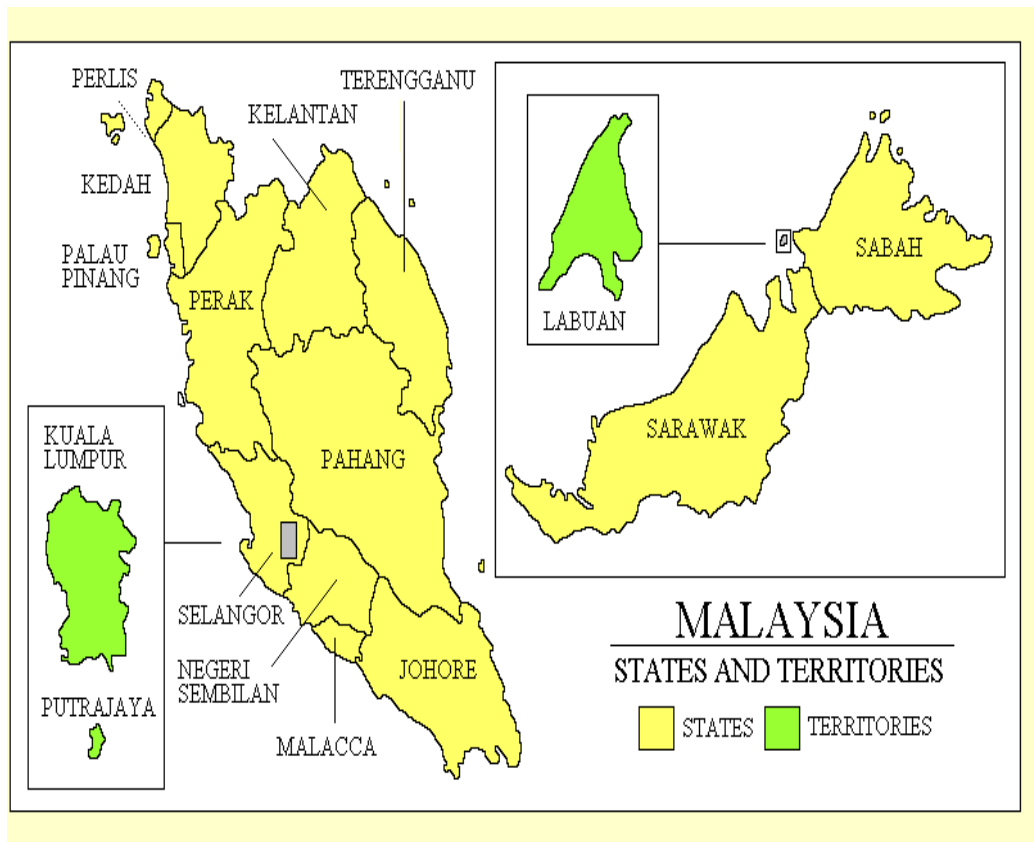 PERLIS
TERENGGANU
KELANTAN
KEDAH
PALAU
PINANG
PERAK
PAHANG
KUALA
LUMPUR
PUTRAJAYA
SELANGOR
NEGERI
SEMBILAN
MALACCA
JOHORE
LABUAN
SABAH
SARAWAK
MALAYSIA
STATES AND TERRITORIES
STATES
TERRITORIES